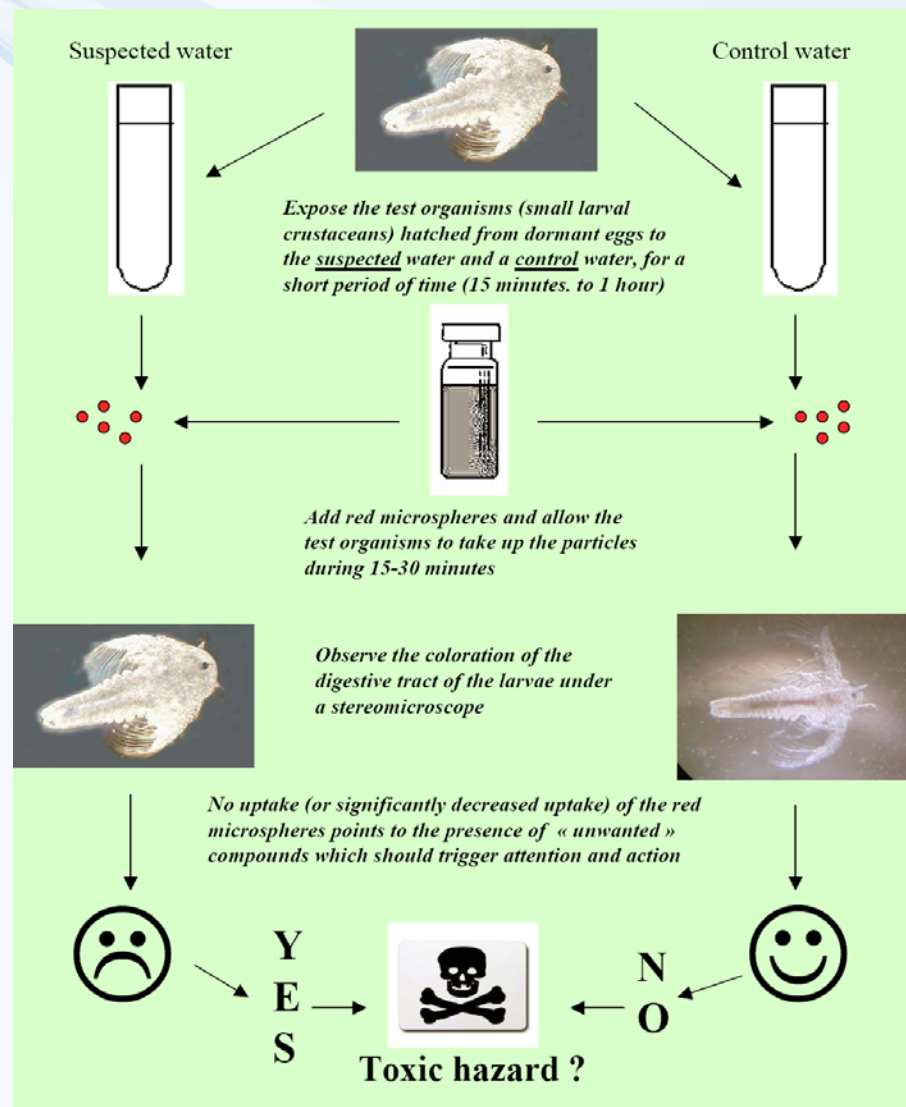 Suspected water
Control water
Expose the test organisms (small larval
crustaceans) hatched from dormant eggs to
the suspected water and a control water, for a
short period of time (15 minutes. to 1 hour)
Add red microspheres and allow the
test organisms to take up the particles
during 15-30 minutes
Observe the coloration of the
digestive tract of the larvae under
a stereomicroscope
No uptake (or significantly decreased uptake) of the red
microspheres points to the presence of « unwanted »
compounds which should trigger attention and action
YES
NO
Toxic hazard ?